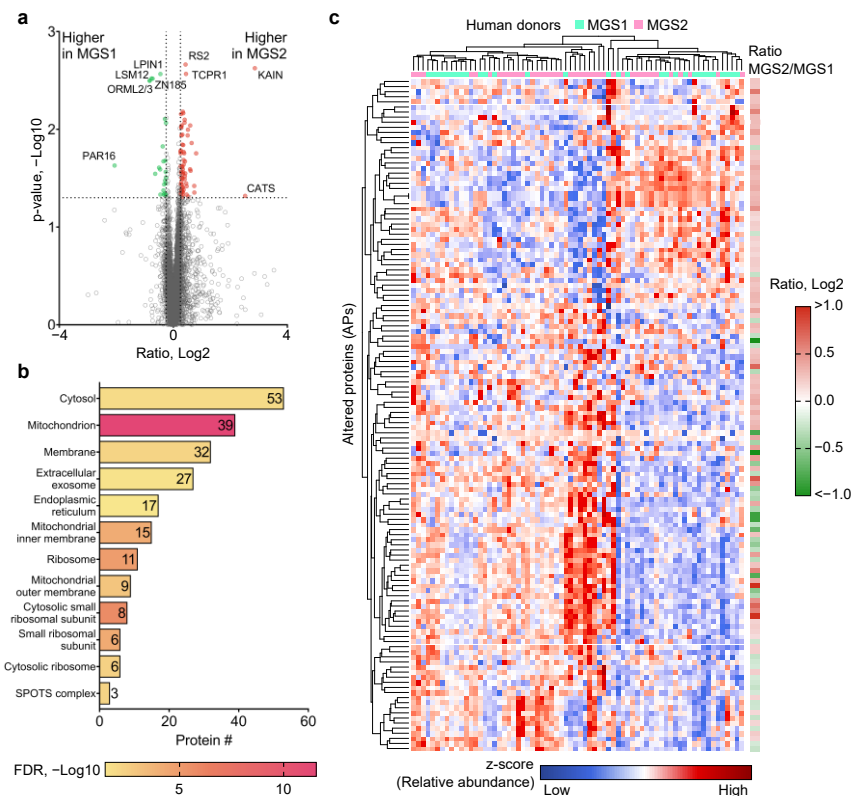 a
Higher
in MGS1
Higher
in MGS2
3
2
1
0
p-value, −Log10
RS2
LPIN1
LSM12
TCPR1
KAIN
ZN185
ORML2/3
PAR16
CATS
−4
0
4
Ratio, Log2
b
Cytosol
53
Mitochondrion
39
Membrane
32
Extracellular
exosome
27
Endoplasmic
reticulum
17
Mitochondrial
inner membrane
15
Ribosome
11
Mitochondrial
outer membrane
9
Cytosolic small
ribosomal subunit
8
Small ribosomal
subunit
6
Cytosolic ribosome
6
SPOTS complex
3
0
20
40
60
Protein #
FDR, −Log10
5
10
c
Human donors
MGS1
MGS2
Ratio
MGS2/MGS1
Altered proteins (APs)
Ratio, Log2
>1.0
0.5
0.0
−0.5
<−1.0
z-score
(Relative abundance)
Low
High